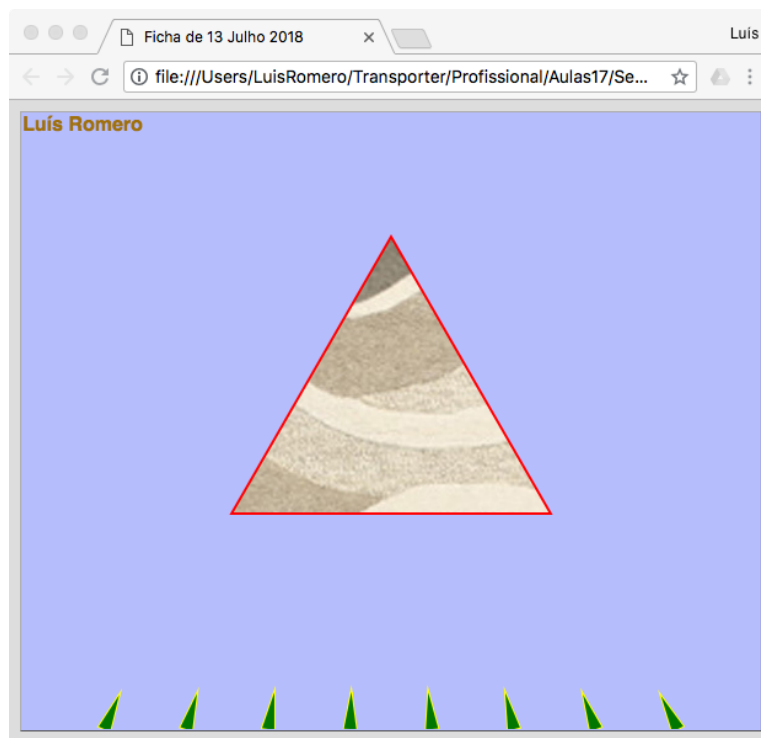 Ficha de 13 Julho 2018
Luís
file:///Users/LuisRomero/Transporter/Profissional/Aulas17/Se...
Luís Romero